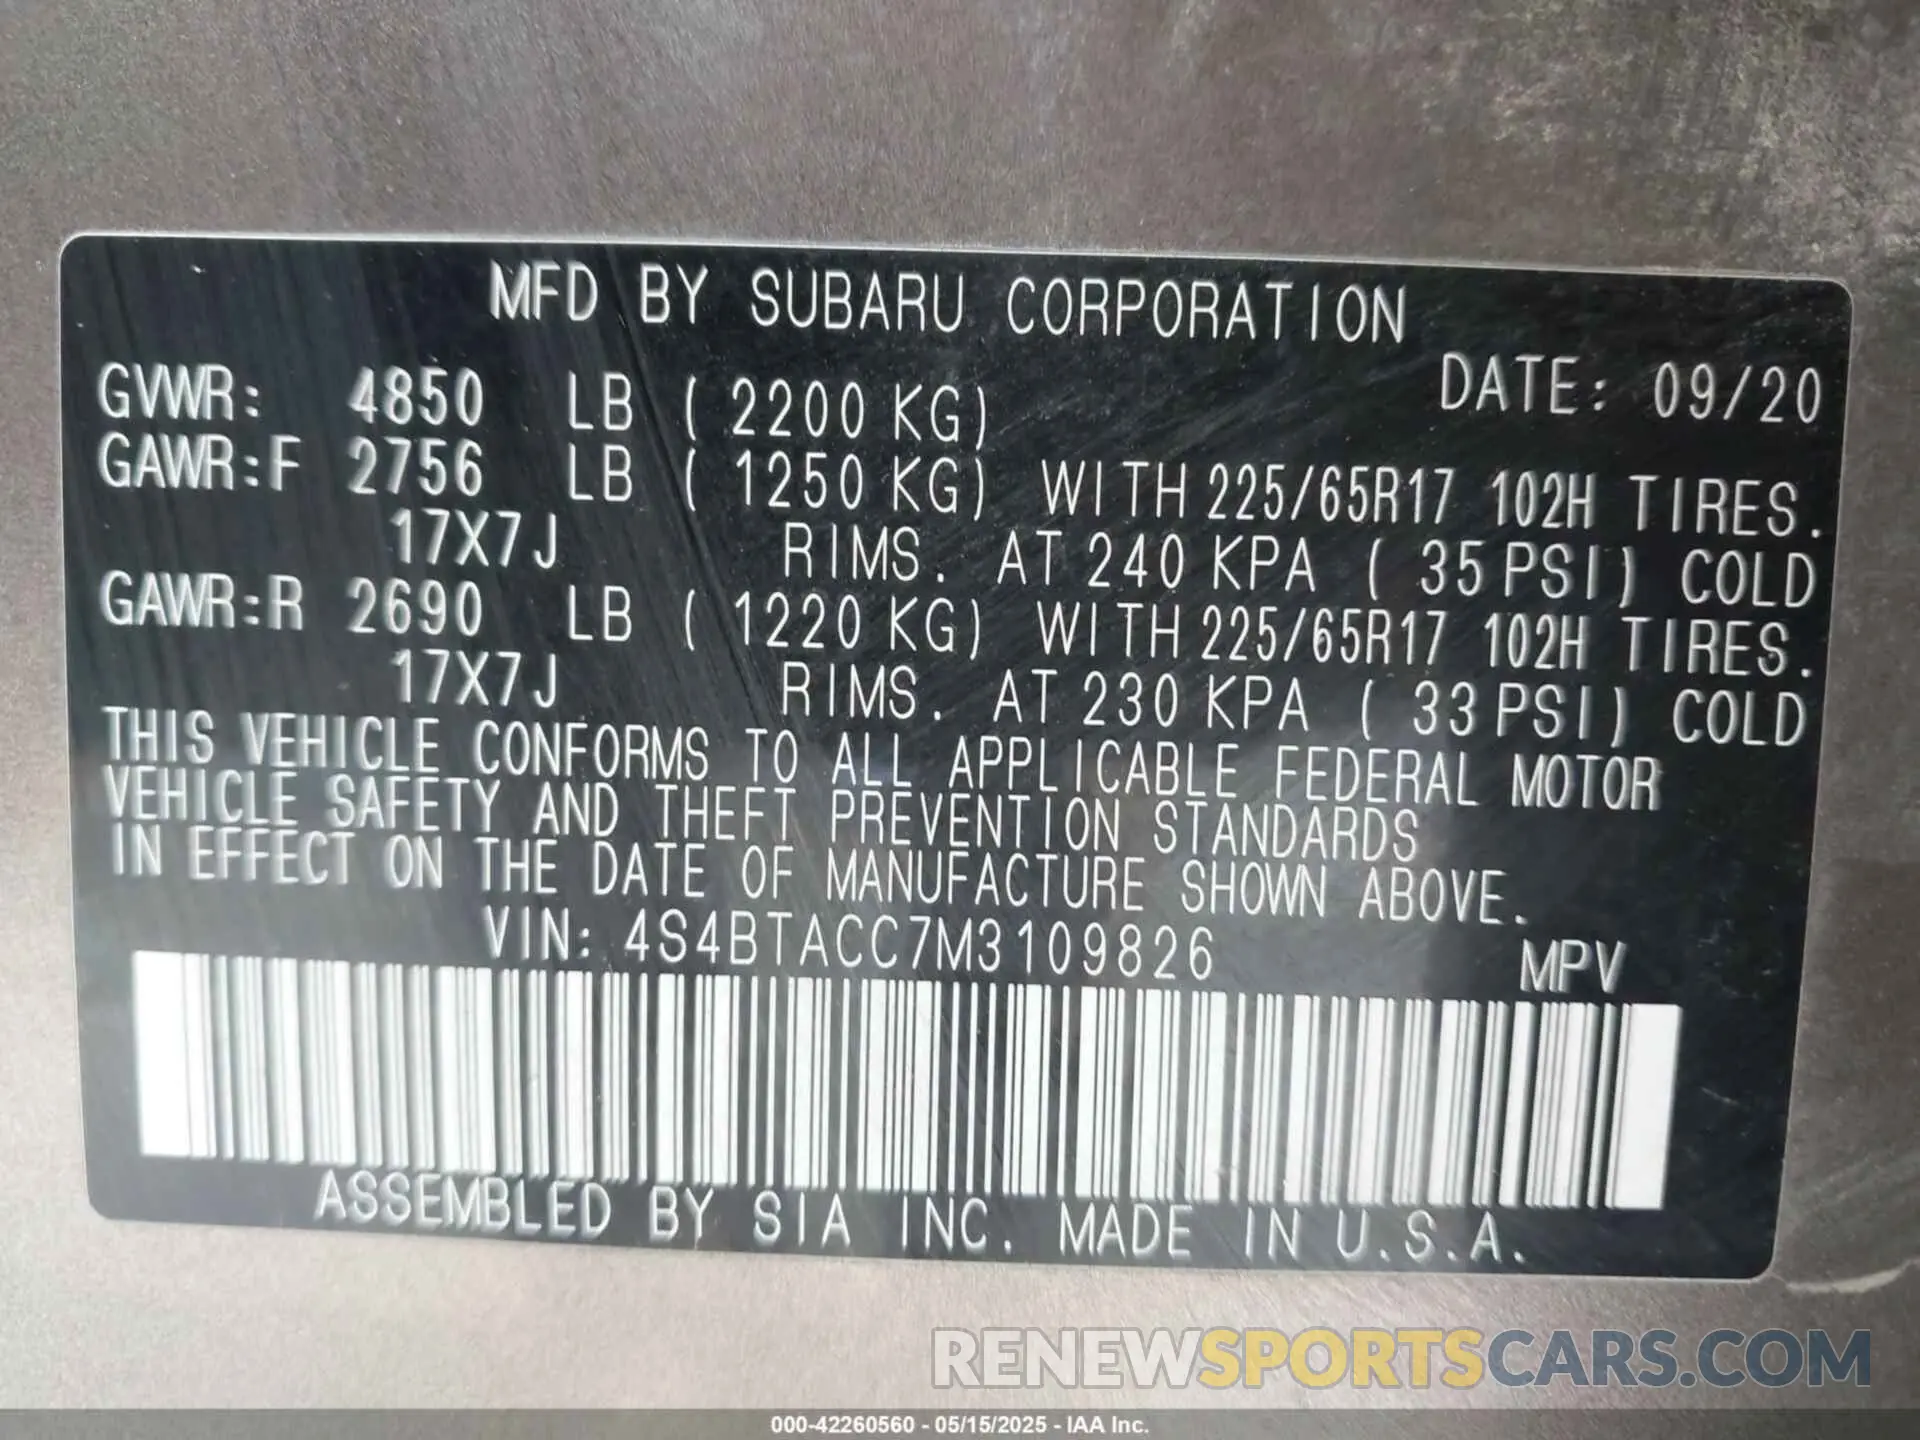 MFD BY SUBARU CORPORATION
DATE: 09/20
GVWR: 4850 LB ( 2200 KG)
GAWR:F 2756 LB ( 1250 KG) WITH 225/65R17 102H TIRES.
17X7J RIMS. AT 240 KPA ( 35 PSI) COLD
GAWR:R 2690 LB ( 1220 KG) WITH 225/65R17 102H TIRES.
17X7J RIMS. AT 230 KPA ( 33 PSI) COLD
THIS VEHICLE CONFORMS TO ALL APPLICABLE FEDERAL MOTOR
VEHICLE SAFETY AND THEFT PREVENTION STANDARDS
IN EFFECT ON THE DATE OF MANUFACTURE SHOWN ABOVE.
VIN: 4S4BTACC7M3109826 MPV
ASSEMBLED BY SIA INC. MADE IN U.S.A.
RENEWSPORTSCARS.COM
000-42260560 - 05/15/2025 - IAA Inc.